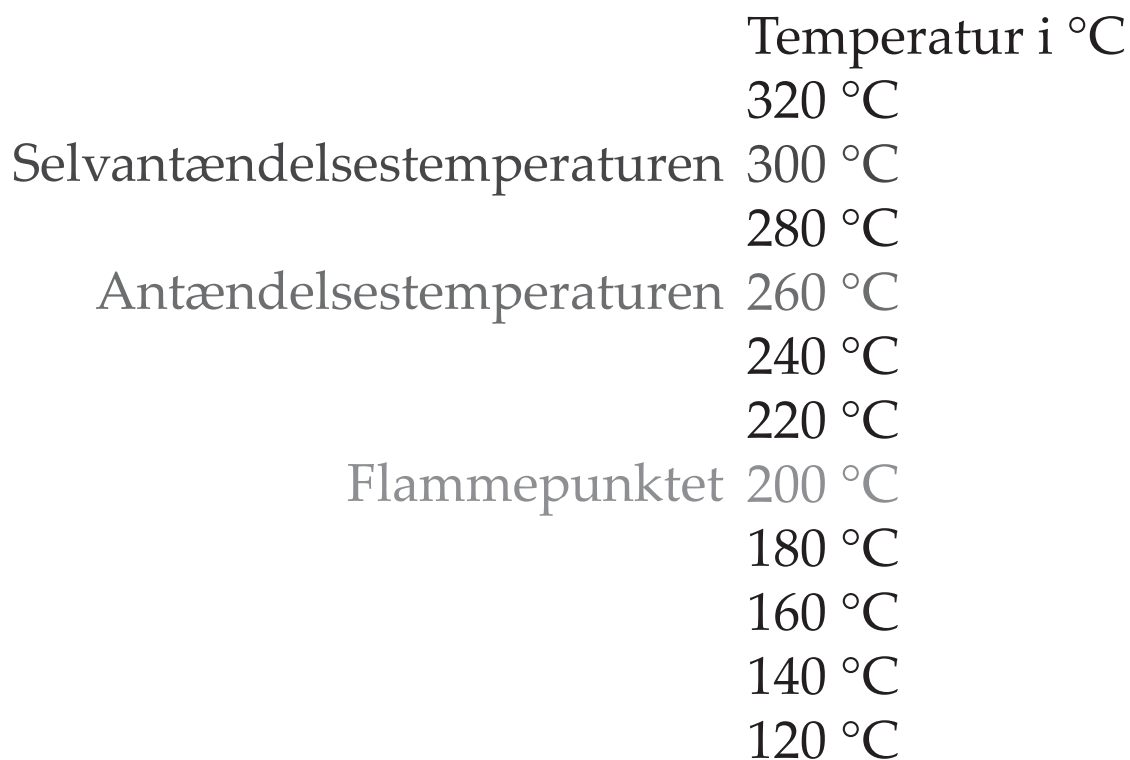 Temperatur i °C
320 °C
Selvantændelsestemperaturen 300 °C
280 °C
Antændelsestemperaturen 260 °C
240 °C
220 °C
Flammepunktet 200 °C
180 °C
160 °C
140 °C
120 °C